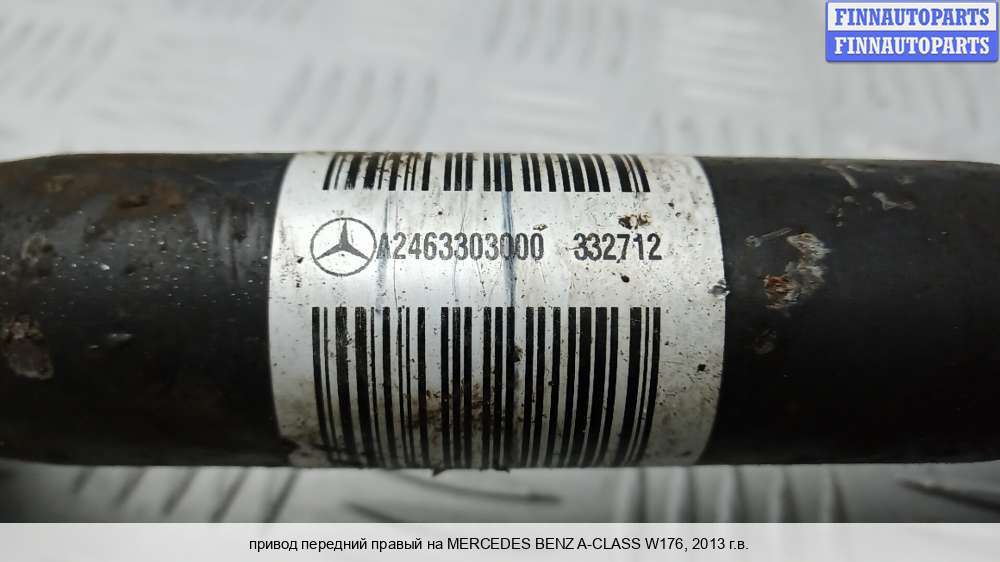 FINNAUTOPARTS
FINNAUTOPARTS
A2463303000 332712
привод передний правый на MERCEDES BENZ A-CLASS W176, 2013 г.в.